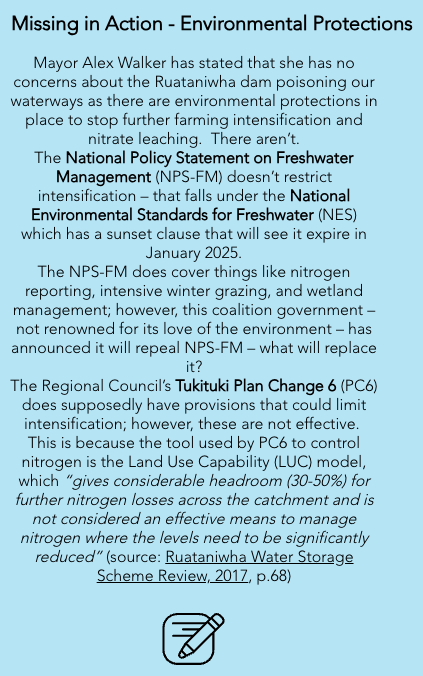 Missing in Action - Environmental Protections
Mayor Alex Walker has stated that she has no
concerns about the Ruataniwha dam poisoning our
waterways as there are environmental protections in
place to stop further farming intensification and
nitrate leaching.  There aren’t.
The National Policy Statement on Freshwater
Management (NPS-FM) doesn’t restrict
intensification – that falls under the National
Environmental Standards for Freshwater (NES)
which has a sunset clause that will see it expire in
January 2025.
The NPS-FM does cover things like nitrogen
reporting, intensive winter grazing, and wetland
management; however, this coalition government –
not renowned for its love of the environment – has
announced it will repeal NPS-FM – what will replace
it?
The Regional Council’s Tukituki Plan Change 6 (PC6)
does supposedly have provisions that could limit
intensification; however, these are not effective.
This is because the tool used by PC6 to control
nitrogen is the Land Use Capability (LUC) model,
which “gives considerable headroom (30-50%) for
further nitrogen losses across the catchment and is
not considered an effective means to manage
nitrogen where the levels need to be significantly
reduced” (source: Ruataniwha Water Storage
Scheme Review, 2017, p.68)